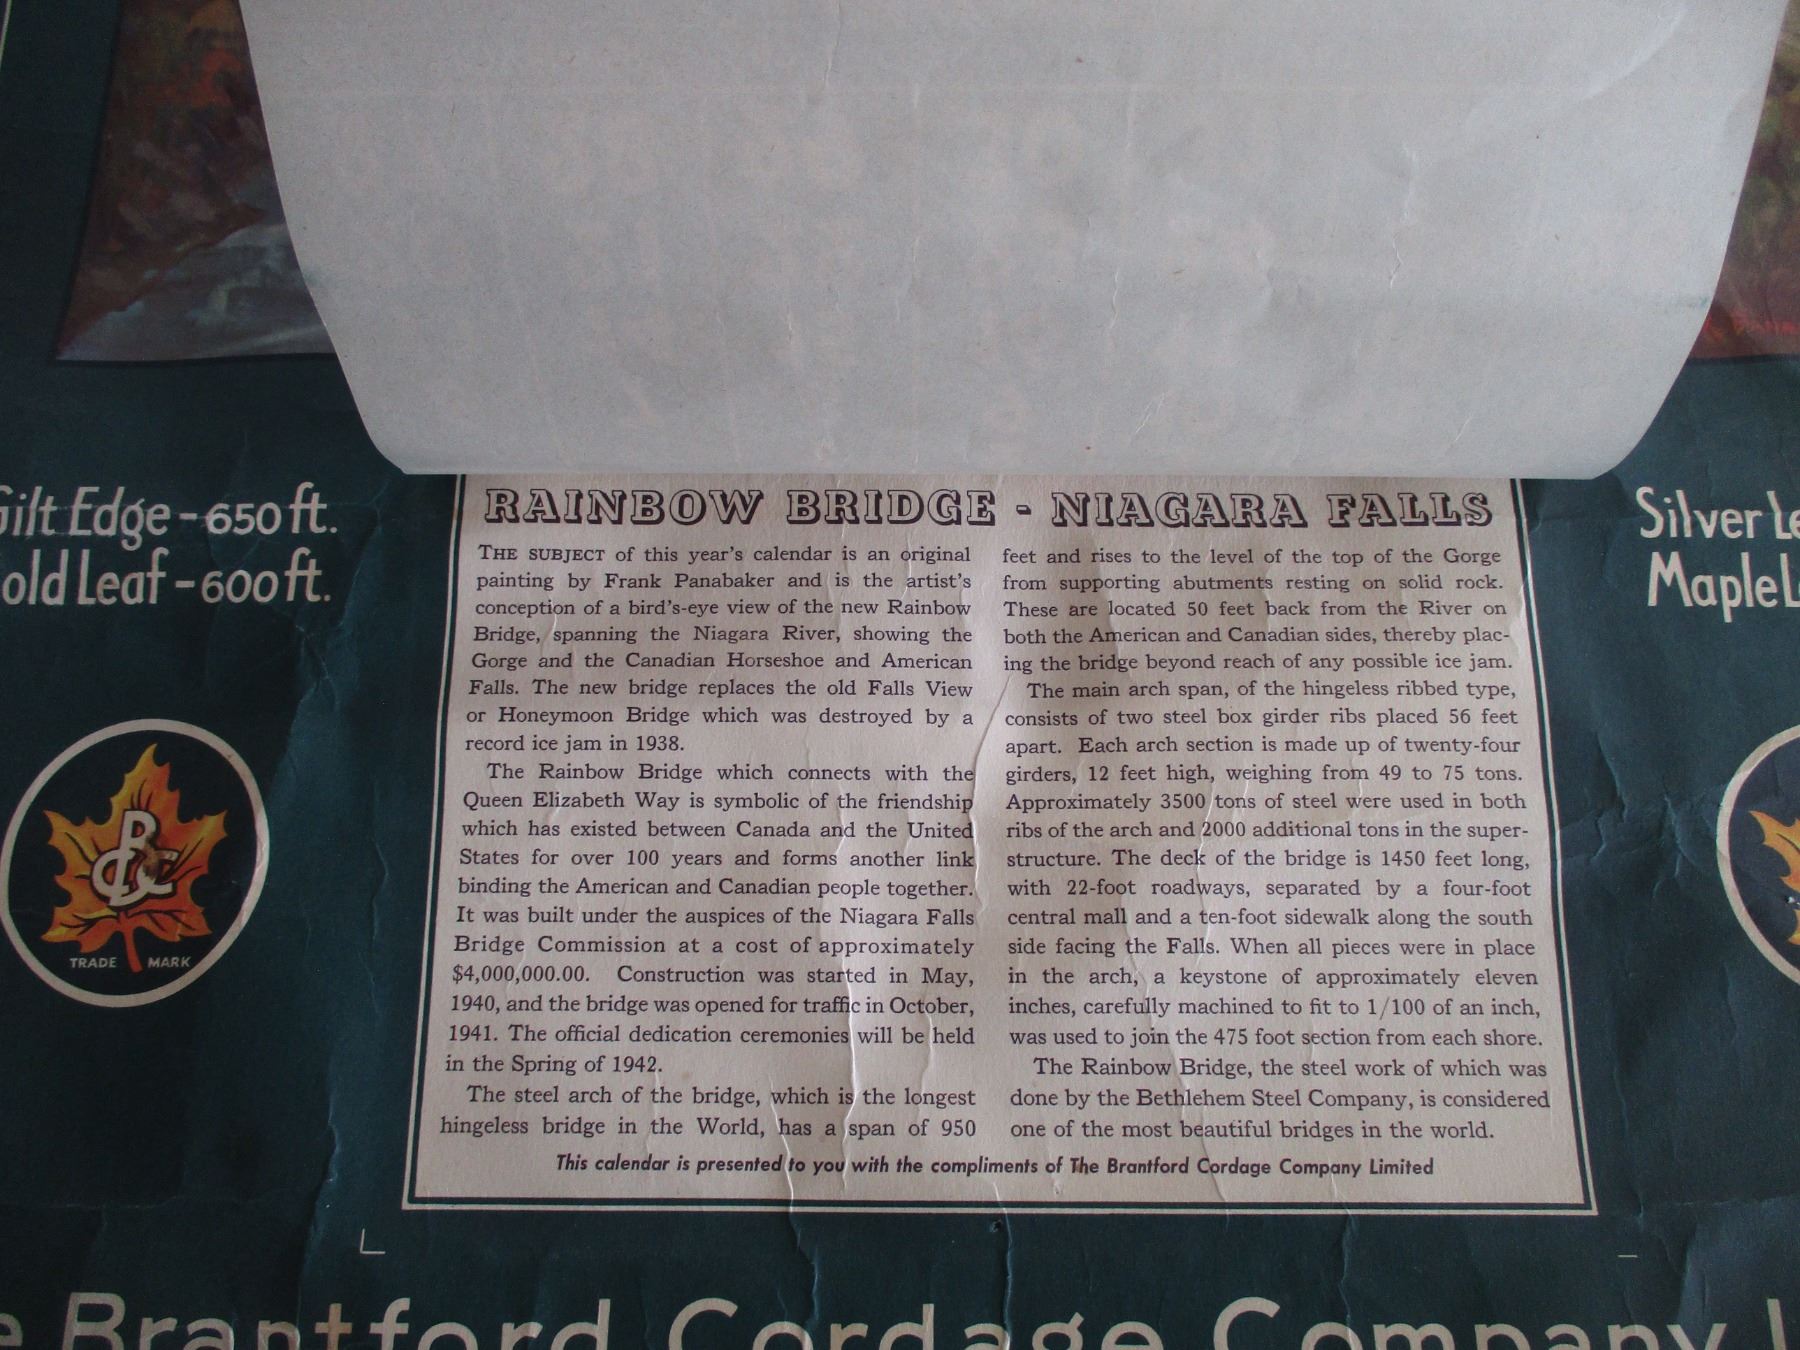 Gilt Edge - 650 ft.
Gold Leaf - 600 ft.
BCC
TRADE MARK
RAINBOW BRIDGE - NIAGARA FALLS
THE SUBJECT of this year's calendar is an original
painting by Frank Panabaker and is the artist's
conception of a bird's-eye view of the new Rainbow
Bridge, spanning the Niagara River, showing the
Gorge and the Canadian Horseshoe and American
Falls. The new bridge replaces the old Falls View
or Honeymoon Bridge which was destroyed by a
record ice jam in 1938.
The Rainbow Bridge which connects with the
Queen Elizabeth Way is symbolic of the friendship
which has existed between Canada and the United
States for over 100 years and forms another link
binding the American and Canadian people together.
It was built under the auspices of the Niagara Falls
Bridge Commission at a cost of approximately
$4,000,000.00. Construction was started in May,
1940, and the bridge was opened for traffic in October,
1941. The official dedication ceremonies will be held
in the Spring of 1942.
The steel arch of the bridge, which is the longest
hingeless bridge in the World, has a span of 950
feet and rises to the level of the top of the Gorge
from supporting abutments resting on solid rock.
These are located 50 feet back from the River on
both the American and Canadian sides, thereby plac-
ing the bridge beyond reach of any possible ice jam.
The main arch span, of the hingeless ribbed type,
consists of two steel box girder ribs placed 56 feet
apart. Each arch section is made up of twenty-four
girders, 12 feet high, weighing from 49 to 75 tons.
Approximately 3500 tons of steel were used in both
ribs of the arch and 2000 additional tons in the super-
structure. The deck of the bridge is 1450 feet long,
with 22-foot roadways, separated by a four-foot
central mall and a ten-foot sidewalk along the south
side facing the Falls. When all pieces were in place
in the arch, a keystone of approximately eleven
inches, carefully machined to fit to 1/100 of an inch,
was used to join the 475 foot section from each shore.
The Rainbow Bridge, the steel work of which was
done by the Bethlehem Steel Company, is considered
one of the most beautiful bridges in the world.
This calendar is presented to you with the compliments of The Brantford Cordage Company Limited
Silver Le
Maple L
Brantford Cordage Company